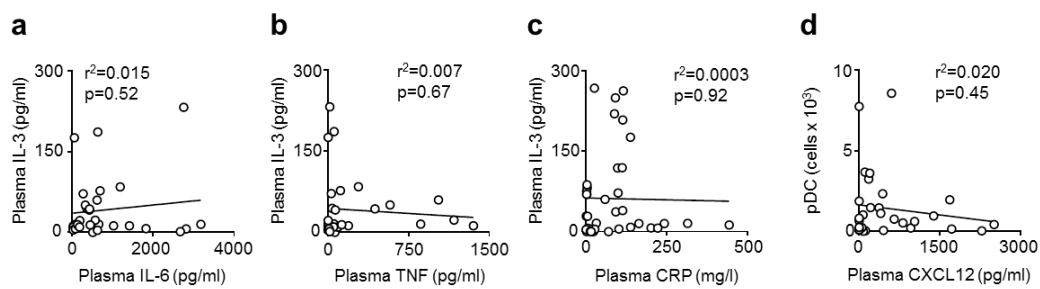 a
r²=0.015
p=0.52
Plasma IL-3 (pg/ml)
300
150
0
0
2000
4000
Plasma IL-6 (pg/ml)
b
r²=0.007
p=0.67
Plasma IL-3 (pg/ml)
300
150
0
0
750
1500
Plasma TNF (pg/ml)
c
r²=0.0003
p=0.92
Plasma IL-3 (pg/ml)
300
150
0
0
250
500
Plasma CRP (mg/l)
d
r²=0.020
p=0.45
pDC (cells x 10³)
10
5
0
0
1500
3000
Plasma CXCL12 (pg/ml)